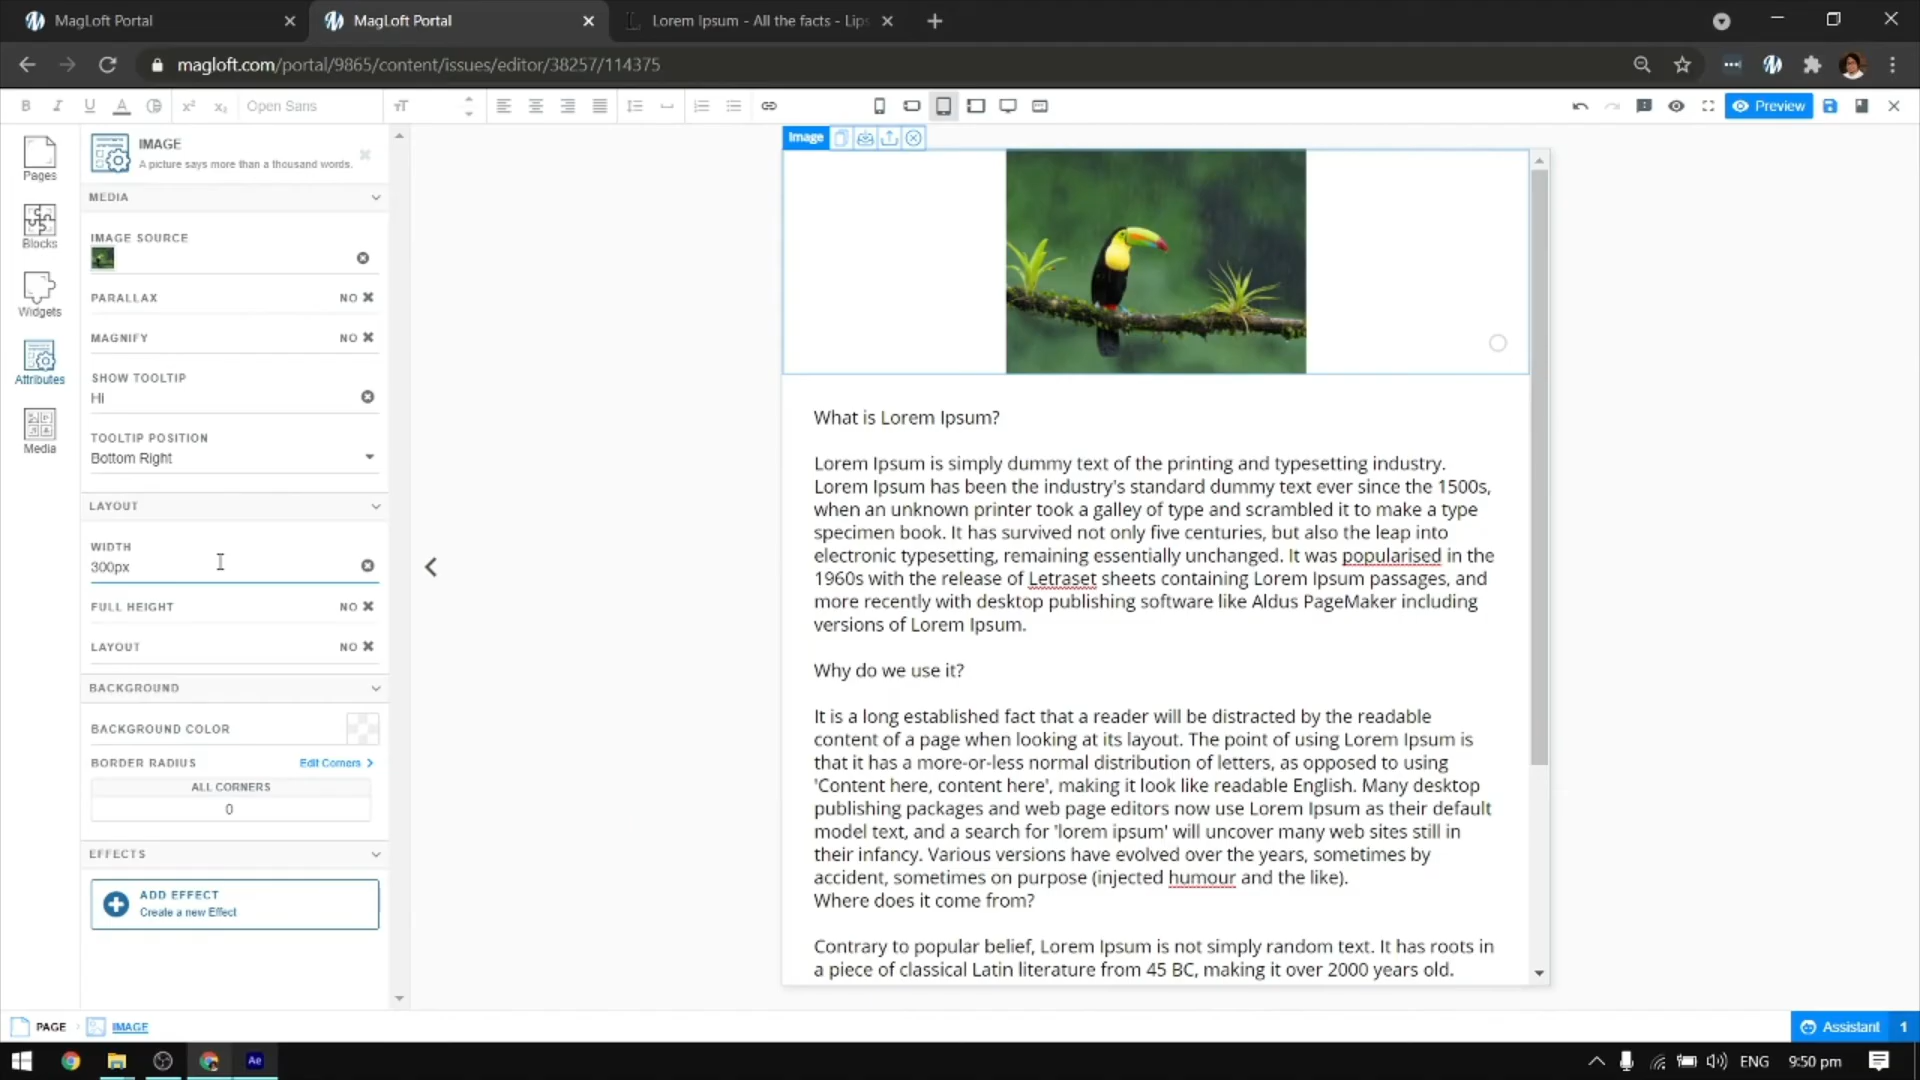 MagLoft Portal
MagLoft Portal
Lorem Ipsum - All the facts - Lips
magloft.com/portal/9865/content/issues/editor/38257/114375
B I U A x² x₂ Open Sans TT
Preview
Pages
Blocks
Widgets
Attributes
Media
IMAGE
A picture says more than a thousand words.
MEDIA
IMAGE SOURCE
PARALLAX NO
MAGNIFY NO
SHOW TOOLTIP
Hi
TOOLTIP POSITION
Bottom Right
LAYOUT
WIDTH
300px
FULL HEIGHT NO
LAYOUT NO
BACKGROUND
BACKGROUND COLOR
BORDER RADIUS Edit Corners
ALL CORNERS
0
EFFECTS
ADD EFFECT
Create a new Effect
Image
What is Lorem Ipsum?
Lorem Ipsum is simply dummy text of the printing and typesetting industry.
Lorem Ipsum has been the industry's standard dummy text ever since the 1500s,
when an unknown printer took a galley of type and scrambled it to make a type
specimen book. It has survived not only five centuries, but also the leap into
electronic typesetting, remaining essentially unchanged. It was popularised in the
1960s with the release of Letraset sheets containing Lorem Ipsum passages, and
more recently with desktop publishing software like Aldus PageMaker including
versions of Lorem Ipsum.
Why do we use it?
It is a long established fact that a reader will be distracted by the readable
content of a page when looking at its layout. The point of using Lorem Ipsum is
that it has a more-or-less normal distribution of letters, as opposed to using
'Content here, content here', making it look like readable English. Many desktop
publishing packages and web page editors now use Lorem Ipsum as their default
model text, and a search for 'lorem ipsum' will uncover many web sites still in
their infancy. Various versions have evolved over the years, sometimes by
accident, sometimes on purpose (injected humour and the like).
Where does it come from?
Contrary to popular belief, Lorem Ipsum is not simply random text. It has roots in
a piece of classical Latin literature from 45 BC, making it over 2000 years old.
PAGE IMAGE
Assistant 1
Ae
ENG 9:50 pm